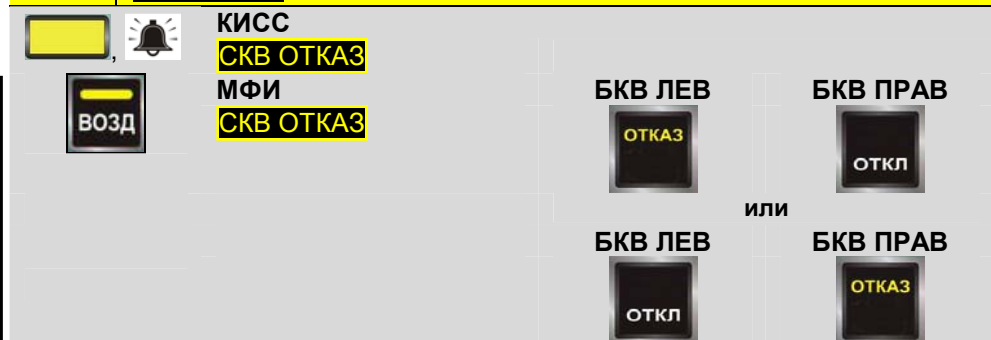 КИСС
СКВ ОТКАЗ
ВОЗД
МФИ
СКВ ОТКАЗ
БКВ ЛЕВ БКВ ПРАВ
ОТКАЗ ОТКЛ
или
БКВ ЛЕВ БКВ ПРАВ
ОТКЛ ОТКАЗ